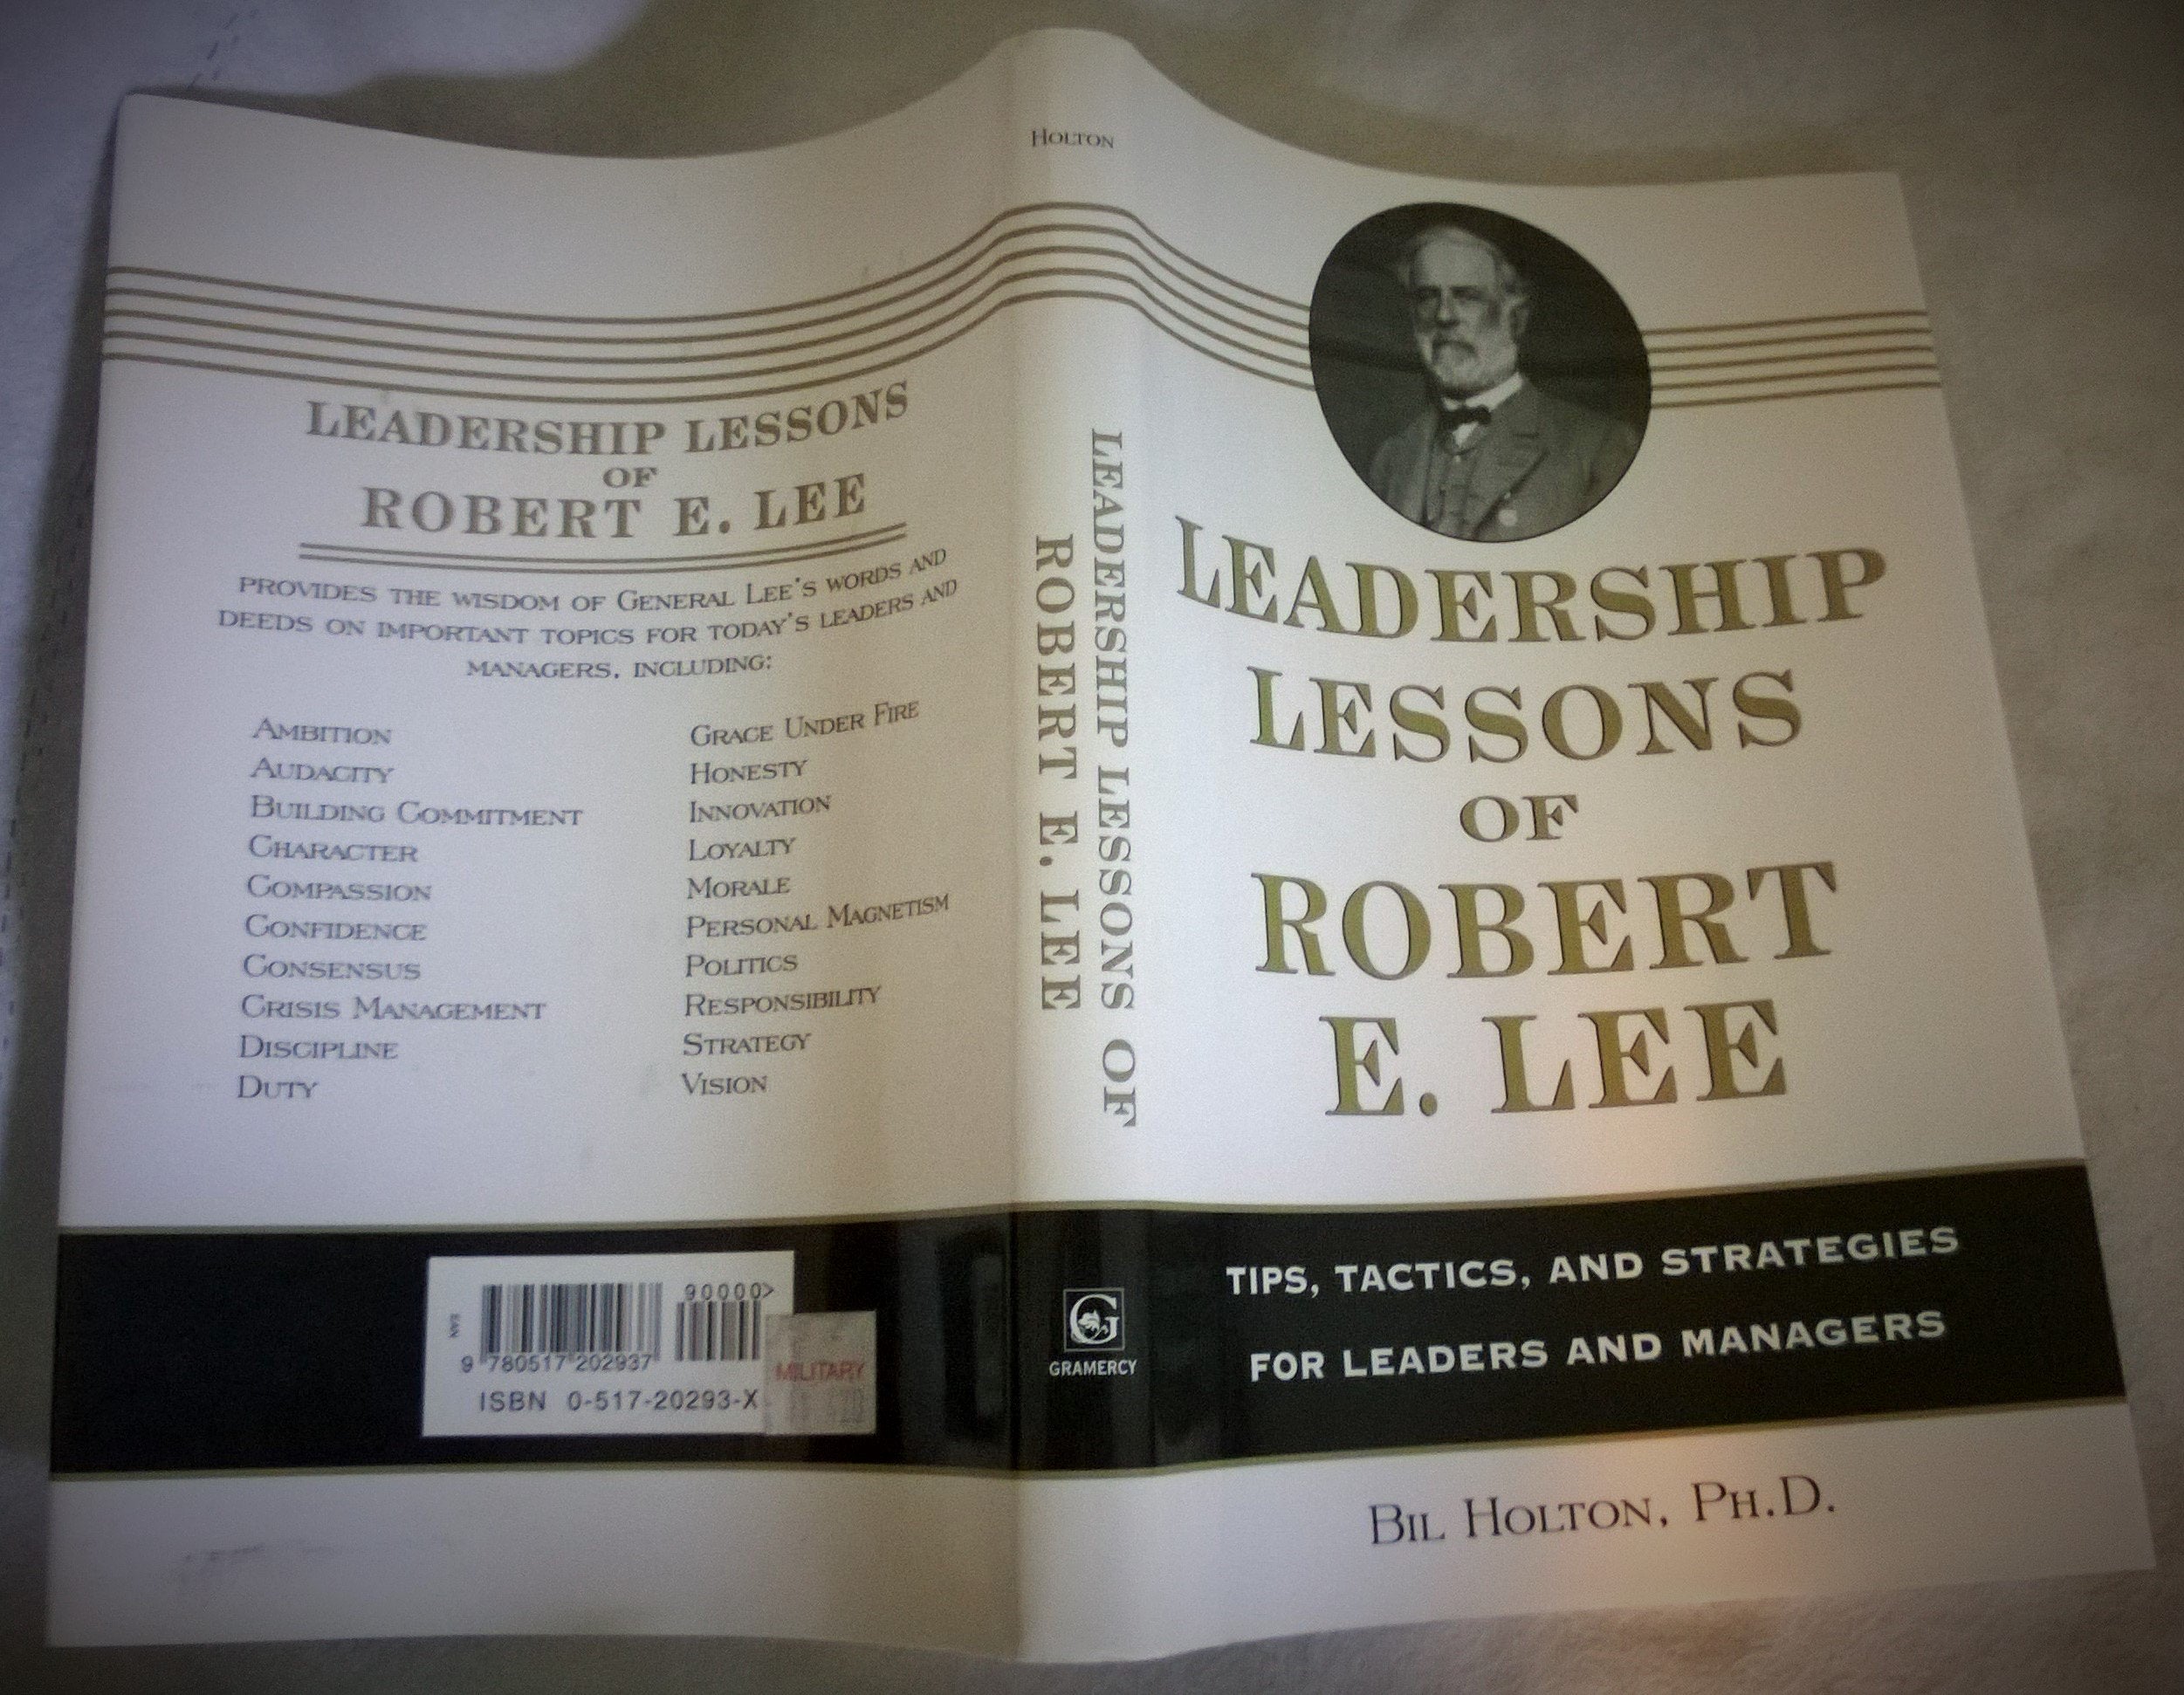 LEADERSHIP LESSONS
OF
ROBERT E. LEE
PROVIDES THE WISDOM OF GENERAL LEE'S WORDS AND
DEEDS ON IMPORTANT TOPICS FOR TODAY'S LEADERS AND
MANAGERS, INCLUDING:
AMBITION
AUDACITY
BUILDING COMMITMENT
CHARACTER
COMPASSION
CONFIDENCE
CONSENSUS
CRISIS MANAGEMENT
DISCIPLINE
DUTY
GRACE UNDER FIRE
HONESTY
INNOVATION
LOYALTY
MORALE
PERSONAL MAGNETISM
POLITICS
RESPONSIBILITY
STRATEGY
VISION
EAN
90000>
9 780517 202937
ISBN 0-517-20293-X
MILITARY
HOLTON
LEADERSHIP LESSONS OF
ROBERT E. LEE
G
GRAMERCY
LEADERSHIP
LESSONS
OF
ROBERT
E. LEE
TIPS, TACTICS, AND STRATEGIES
FOR LEADERS AND MANAGERS
BIL HOLTON, PH.D.